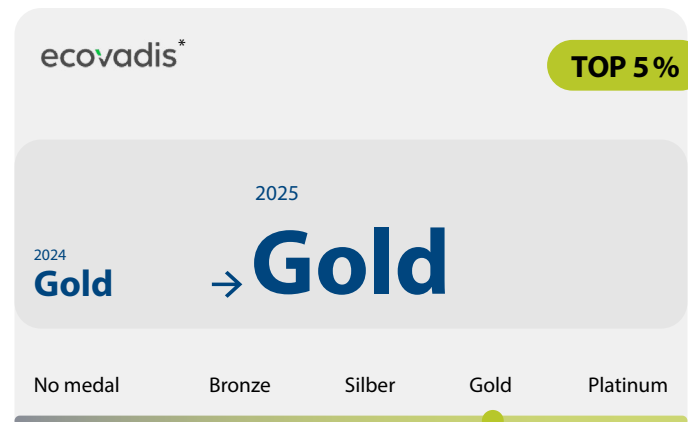 ecovadis*
TOP 5 %
2025
2024
Gold
→ Gold
No medal Bronze Silber Gold Platinum